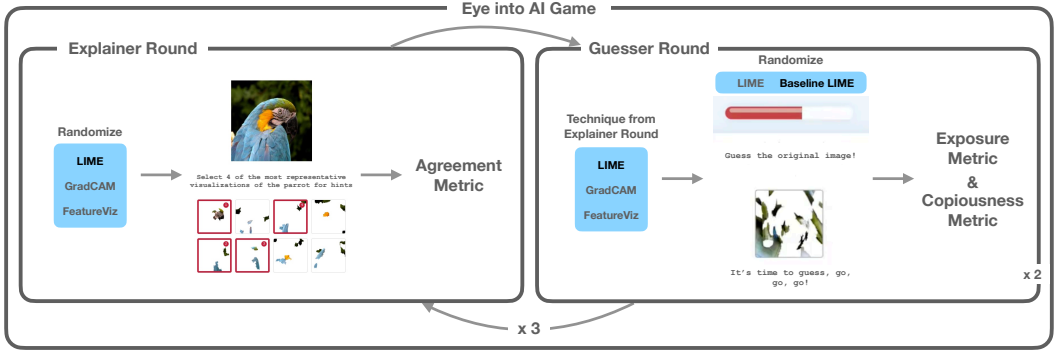 Eye into AI Game
Explainer Round
Randomize
LIME
GradCAM
FeatureViz
Select 4 of the most representative
visualizations of the parrot for hints
Agreement
Metric
Guesser Round
Technique from
Explainer Round
LIME
GradCAM
FeatureViz
Randomize
LIME Baseline LIME
Guess the original image!
It's time to guess, go,
go, go!
Exposure
Metric
&
Copiousness
Metric
x 2
x 3